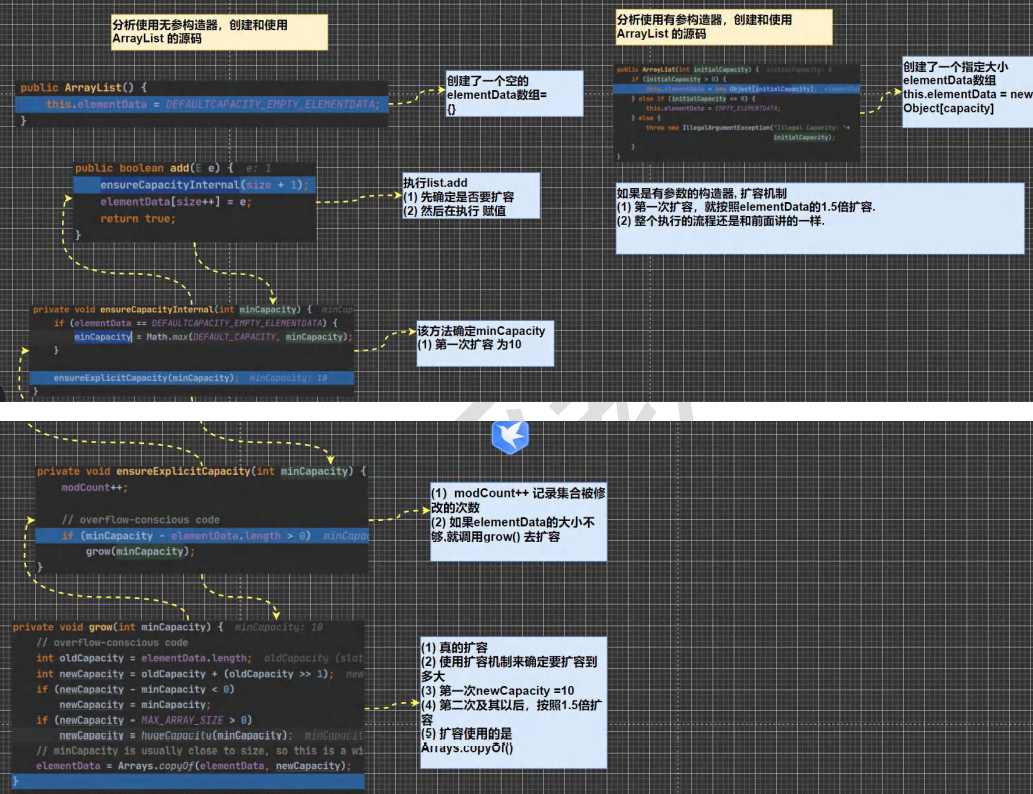 分析使用无参构造器，创建和使用
ArrayList 的源码
public ArrayList() {
this.elementData = DEFAULTCAPACITY_EMPTY_ELEMENTDATA;
}
创建了一个空的
elementData数组=
{}
public boolean add(E e) { e: 1
ensureCapacityInternal(size + 1);
elementData[size++] = e;
return true;
}
执行list.add
(1) 先确定是否要扩容
(2) 然后在执行 赋值
private void ensureCapacityInternal(int minCapacity) { minCap
if (elementData == DEFAULTCAPACITY_EMPTY_ELEMENTDATA) {
minCapacity = Math.max(DEFAULT_CAPACITY, minCapacity);
}
ensureExplicitCapacity(minCapacity); minCapacity: 10
}
该方法确定minCapacity
(1) 第一次扩容 为10
分析使用有参构造器，创建和使用
ArrayList 的源码
public ArrayList(int initialCapacity) { initialCapacity: 8
if (initialCapacity > 0) {
this.elementData = new Object[initialCapacity];
} else if (initialCapacity == 0) {
this.elementData = EMPTY_ELEMENTDATA;
} else {
throw new IllegalArgumentException("Illegal Capacity: "+
initialCapacity);
}
}
创建了一个指定大小
elementData数组
this.elementData = new
Object[capacity]
如果是有参数的构造器, 扩容机制
(1) 第一次扩容，就按照elementData的1.5倍扩容.
(2) 整个执行的流程还是和前面讲的一样.
private void ensureExplicitCapacity(int minCapacity) {
modCount++;
// overflow-conscious code
if (minCapacity - elementData.length > 0) minCapac
grow(minCapacity);
}
(1）modCount++ 记录集合被修
改的次数
(2) 如果elementData的大小不
够,就调用grow() 去扩容
private void grow(int minCapacity) { minCapacity: 10
// overflow-conscious code
int oldCapacity = elementData.length; oldCapacity (slot
int newCapacity = oldCapacity + (oldCapacity >> 1); new
if (newCapacity - minCapacity < 0)
newCapacity = minCapacity;
if (newCapacity - MAX_ARRAY_SIZE > 0)
newCapacity = hugeCapacity(minCapacity); minCapacit
// minCapacity is usually close to size, so this is a wi
elementData = Arrays.copyOf(elementData, newCapacity);
}
(1) 真的扩容
(2) 使用扩容机制来确定要扩容到
多大
(3) 第一次newCapacity =10
(4) 第二次及其以后，按照1.5倍扩
容
(5) 扩容使用的是
Arrays.copyOf()